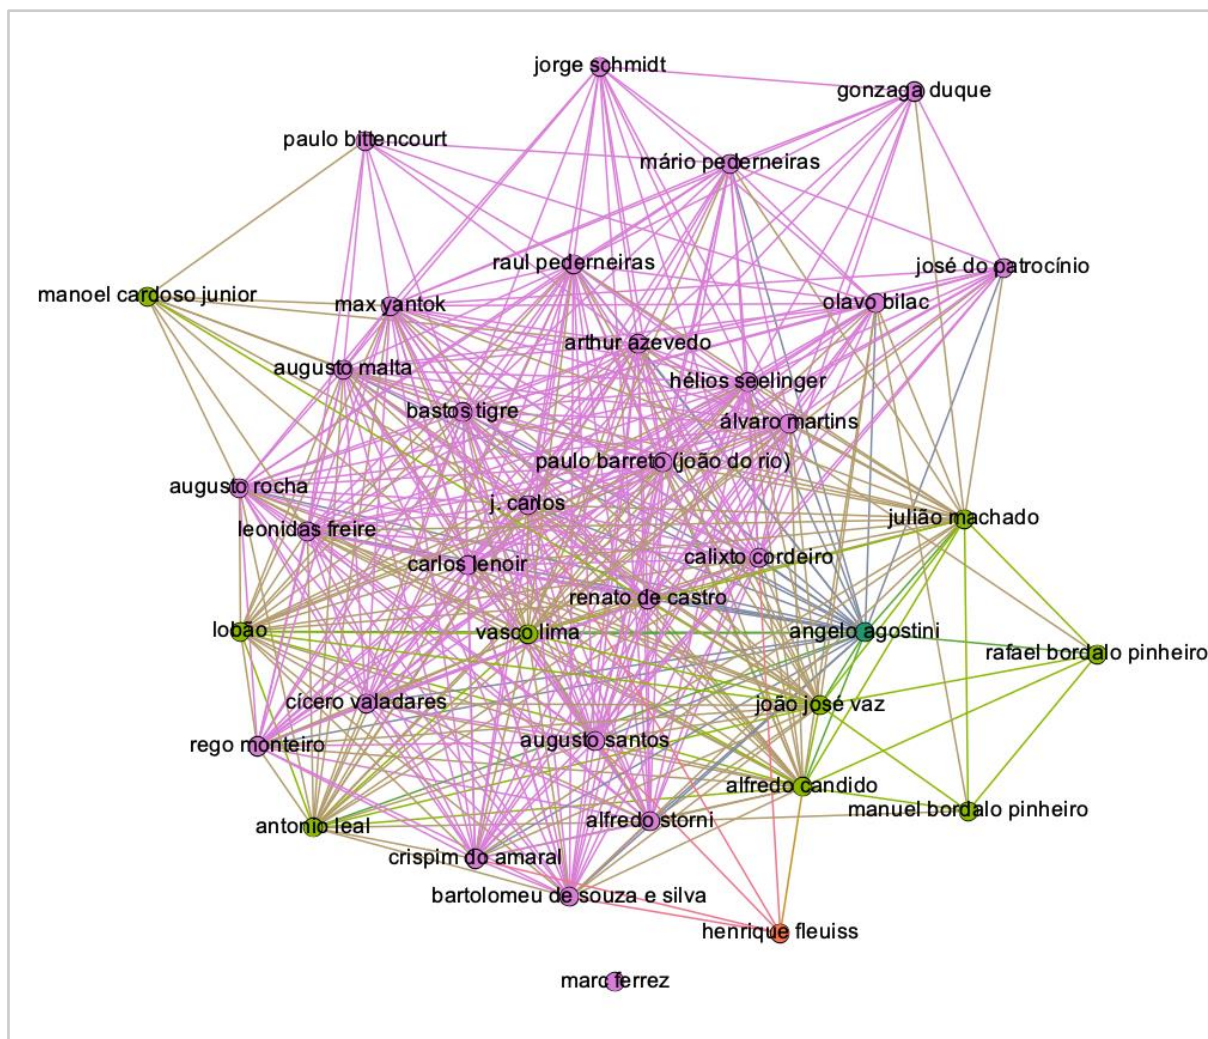 jorge schmidt
gonzaga duque
paulo bittencourt
mário pederneiras
raul pederneiras
josé do patrocínio
manoel cardoso junior
max yantok
olavo bilac
arthur azevedo
augusto malta
hélios seelinger
bastos tigre
álvaro martins
paulo barreto (joão do rio)
augusto rocha
j. carlos
julião machado
leonidas freire
calixto cordeiro
carlos lenoir
renato de castro
lobão
vasco lima
angelo agostini
rafael bordalo pinheiro
cícero valadares
joão josé vaz
rego monteiro
augusto santos
alfredo candido
manuel bordalo pinheiro
antonio leal
alfredo storni
crispim do amaral
bartolomeu de souza e silva
henrique fleuiss
marc ferrez